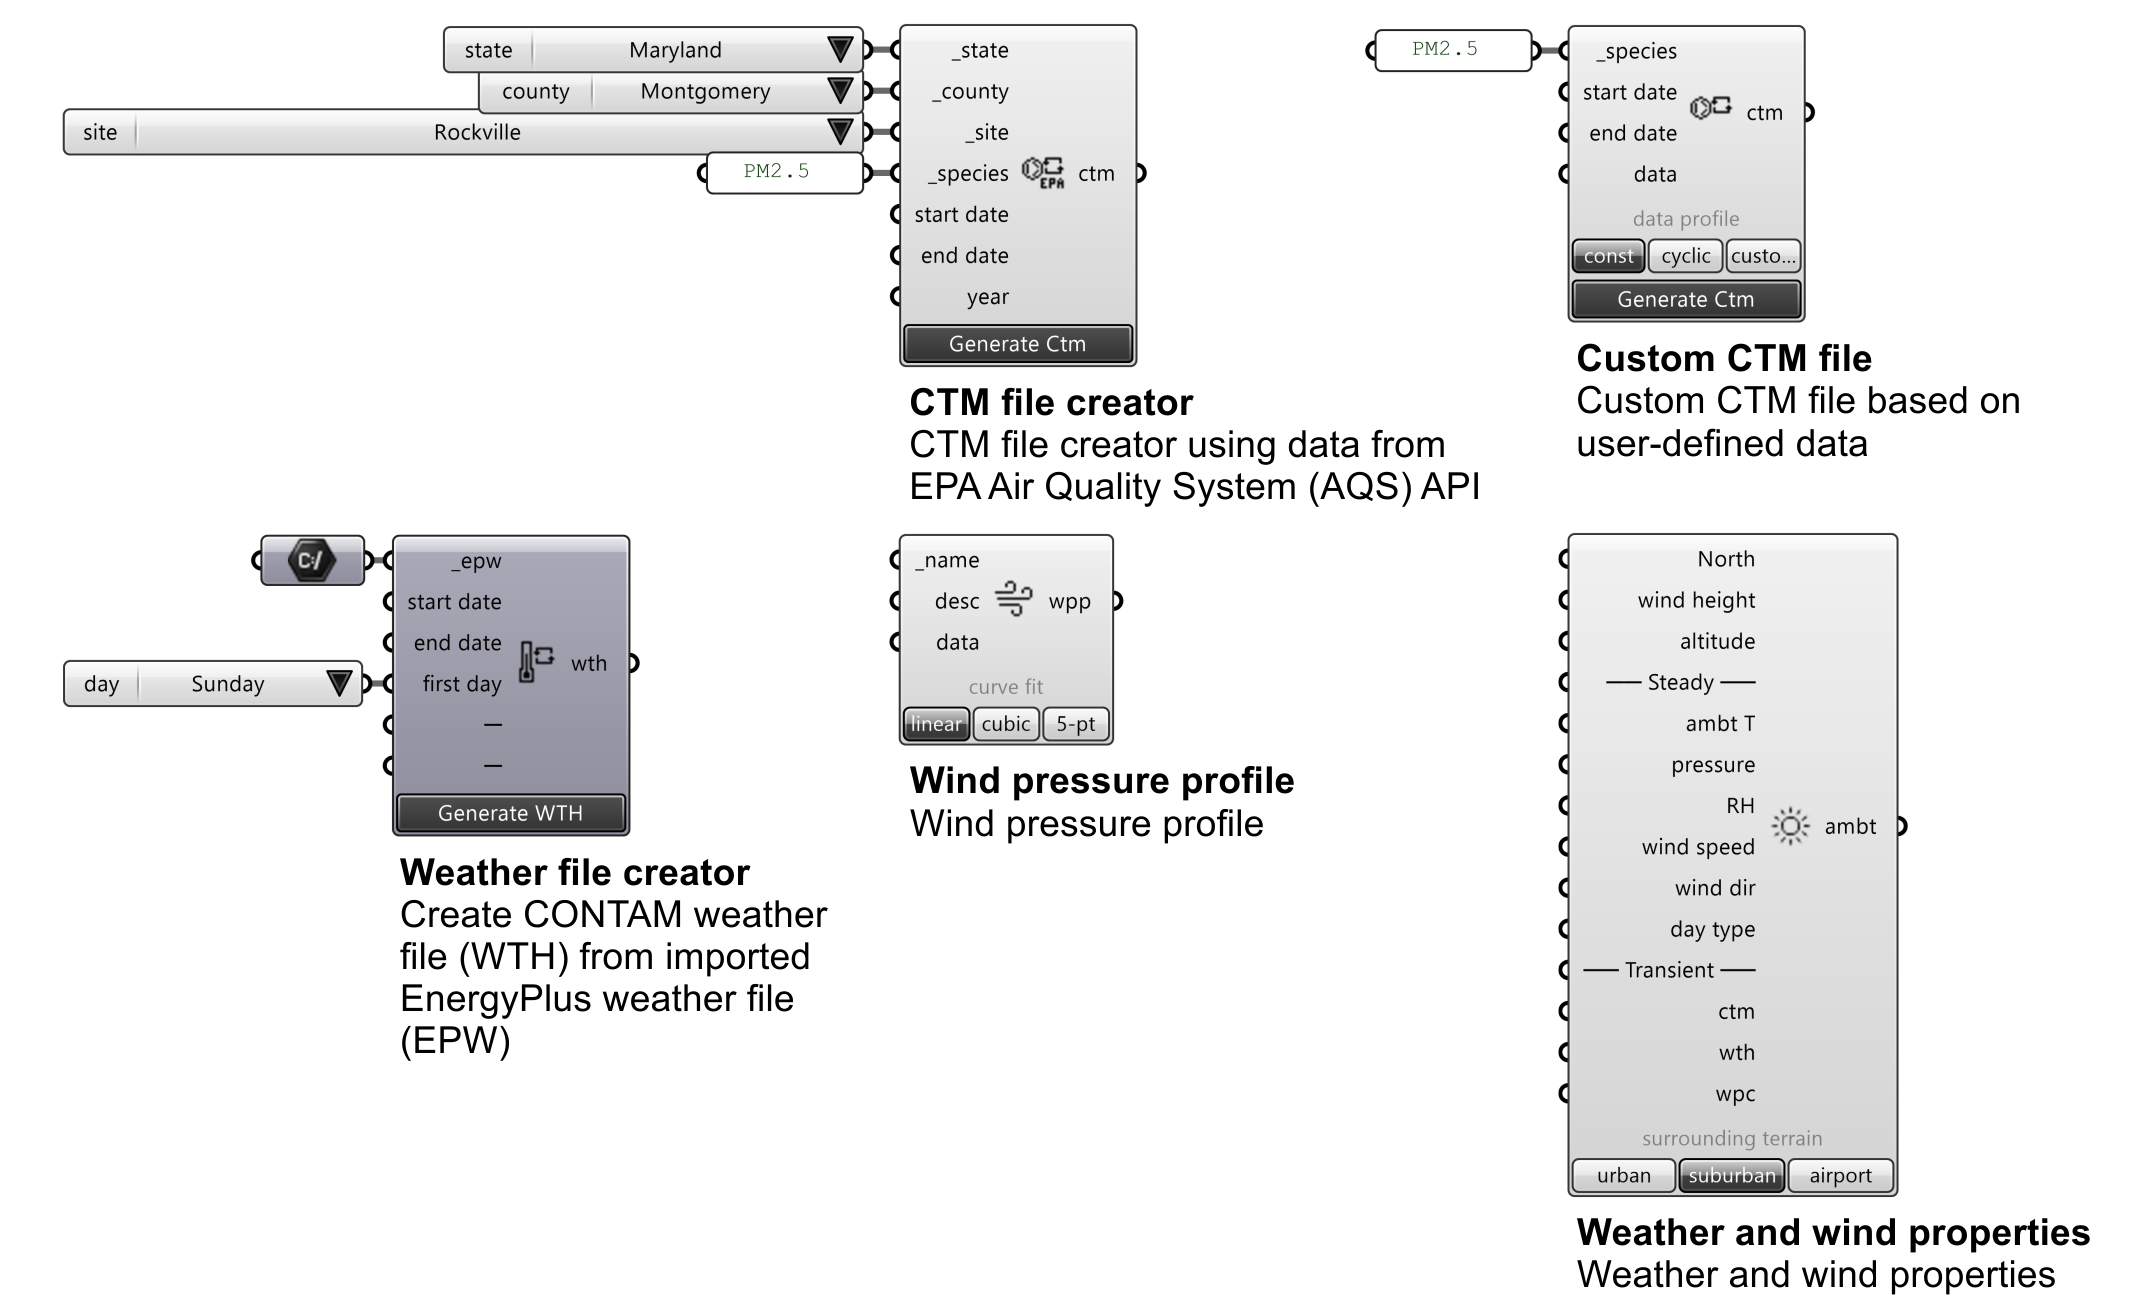 state Maryland
county Montgomery
site Rockville
PM2.5
_state
_county
_site
_species
start date
end date
year
EPA
ctm
Generate Ctm
CTM file creator
CTM file creator using data from
EPA Air Quality System (AQS) API
PM2.5
_species
start date
end date
data
ctm
data profile
const cyclic custo...
Generate Ctm
Custom CTM file
Custom CTM file based on
user-defined data
C:/
day Sunday
_epw
start date
end date
first day
—
—
wth
Generate WTH
Weather file creator
Create CONTAM weather
file (WTH) from imported
EnergyPlus weather file
(EPW)
_name
desc
data
wpp
curve fit
linear cubic 5-pt
Wind pressure profile
Wind pressure profile
North
wind height
altitude
—— Steady ——
ambt T
pressure
RH
wind speed
wind dir
day type
—— Transient ——
ctm
wth
wpc
ambt
surrounding terrain
urban suburban airport
Weather and wind properties
Weather and wind properties